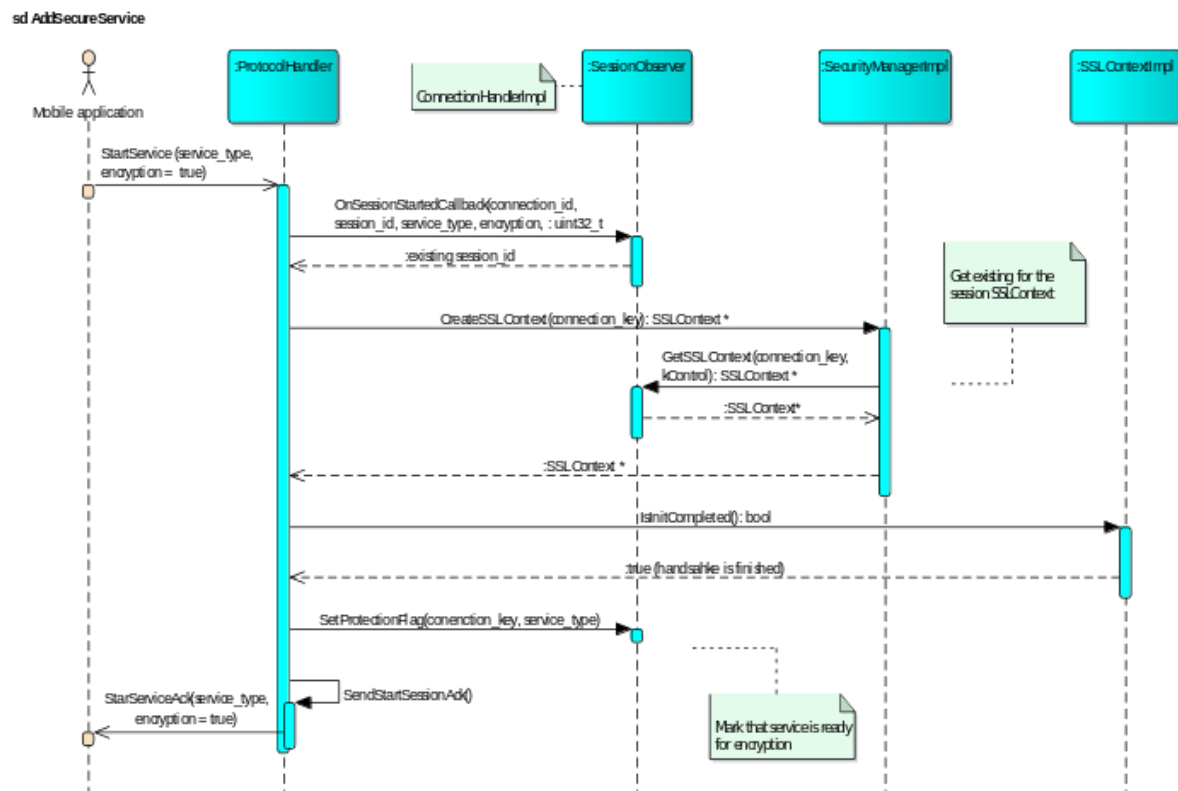 sd AddSecureService
:ProtocolHandler
:SessionObserver
:SecurityManagerImpl
:SSLContextImpl
ConnectionHandlerImpl
Mobile application
StartService (service_type,
encryption = true)
OnSessionStartedCallback(connection_id,
session_id, service_type, encryption, : uint32_t
:existing session_id
Get existing for the
session SSLContext
CreateSSLContext(connection_key): SSLContext *
GetSSLContext(connection_key,
kControl): SSLContext *
:SSLContext*
:SSLContext *
IsInitCompleted(): bool
:true (handsahke is finished)
SetProtectionFlag(conenction_key, service_type)
SendStartSessionAck()
StarServiceAck(service_type,
encryption = true)
Mark that service is ready
for encryption